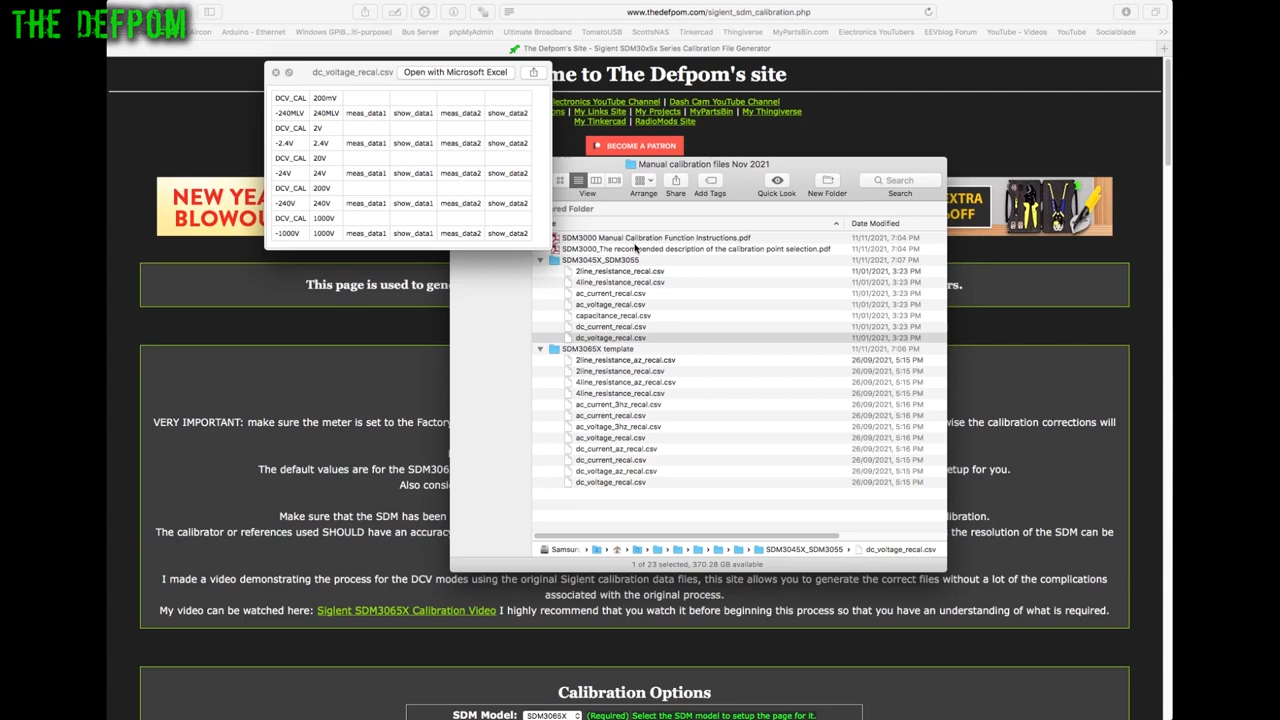 THE DEFPOM
www.thedefpom.com/siglent_sdm_calibration.php
Aircon Arduino - Ethernet Windows GPIB... ti-purpose) Bus Server phpMyAdmin Ubuntu Countdown TomatoUSB ScottsNAS Tinkercad Thingiverse MyPartsBin.com Electronics YouTubers EEVblog Forum YouTube - Videos YouTube Socialblade
The Defpom's Site - Siglent SDM30x5x Series Calibration File Generator
dc_voltage_recal.csv Open with Microsoft Excel
me to The Defpom's site
lectronics YouTube Channel | Dash Cam YouTube Channel
ons | My Links Site | My Projects | MyPartsBin | My Thingiverse
My Tinkercad | RadioMods Site
BECOME A PATRON
DCV_CAL 200mV
-240MLV 240MLV meas_data1 show_data1 meas_data2 show_data2
DCV_CAL 2V
-2.4V 2.4V meas_data1 show_data1 meas_data2 show_data2
DCV_CAL 20V
-24V 24V meas_data1 show_data1 meas_data2 show_data2
DCV_CAL 200V
-240V 240V meas_data1 show_data1 meas_data2 show_data2
DCV_CAL 1000V
-1000V 1000V meas_data1 show_data1 meas_data2 show_data2
NEW YEA
BLOWOU
EXTRA
OFF
Manual calibration files Nov 2021
View Arrange Share Add Tags Quick Look New Folder Search
Search
red Folder
e Date Modified
SDM3000 Manual Calibration Function Instructions.pdf 11/11/2021, 7:04 PM
SDM3000_The recommended description of the calibration point selection.pdf 11/11/2021, 7:04 PM
SDM3045X_SDM3055 11/11/2021, 7:07 PM
2line_resistance_recal.csv 11/01/2021, 3:23 PM
4line_resistance_recal.csv 11/01/2021, 3:23 PM
ac_current_recal.csv 11/01/2021, 3:23 PM
ac_voltage_recal.csv 11/01/2021, 3:23 PM
capacitance_recal.csv 11/01/2021, 3:23 PM
dc_current_recal.csv 11/01/2021, 3:23 PM
dc_voltage_recal.csv 11/01/2021, 3:23 PM
SDM3065X template 11/11/2021, 7:06 PM
2line_resistance_az_recal.csv 26/09/2021, 5:15 PM
2line_resistance_recal.csv 26/09/2021, 5:15 PM
4line_resistance_az_recal.csv 26/09/2021, 5:15 PM
4line_resistance_recal.csv 26/09/2021, 5:15 PM
ac_current_3hz_recal.csv 26/09/2021, 5:16 PM
ac_current_recal.csv 26/09/2021, 5:16 PM
ac_voltage_3hz_recal.csv 26/09/2021, 5:16 PM
ac_voltage_recal.csv 26/09/2021, 5:16 PM
dc_current_az_recal.csv 26/09/2021, 5:16 PM
dc_current_recal.csv 26/09/2021, 5:15 PM
dc_voltage_az_recal.csv 26/09/2021, 5:15 PM
dc_voltage_recal.csv 26/09/2021, 5:15 PM
Samsun SDM3045X_SDM3055 dc_voltage_recal.csv
1 of 23 selected, 370.28 GB available
This page is used to gene rs.
VERY IMPORTANT: make sure the meter is set to the Factory wise the calibration corrections will
The default values are for the SDM306 etup for you.
Also consi
Make sure that the SDM has been ibration.
The calibrator or references used SHOULD have an accuracy the resolution of the SDM can be
I made a video demonstrating the process for the DCV modes using the original Siglent calibration data files, this site allows you to generate the correct files without a lot of the complications
associated with the original process.
My video can be watched here: Siglent SDM3065X Calibration Video I highly recommend that you watch it before beginning this process so that you have an understanding of what is required.
Calibration Options
SDM Model: SDM3065X (Required) Select the SDM model to setup the page for it.